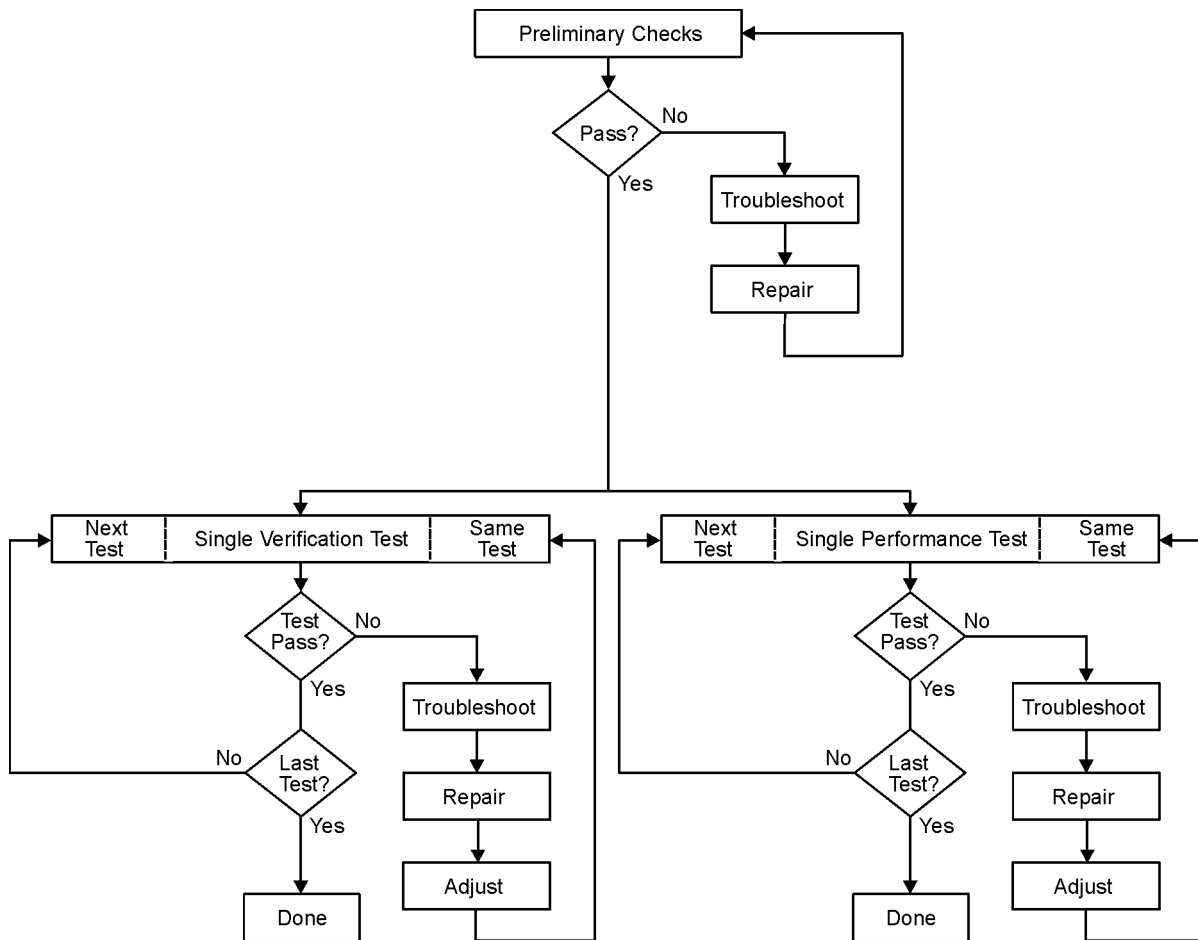 Preliminary Checks
Pass?
No
Yes
Troubleshoot
Repair
Next
Test
Single Verification Test
Same
Test
Test
Pass?
No
Yes
Troubleshoot
Last
Test?
No
Yes
Repair
Adjust
Done
Next
Test
Single Performance Test
Same
Test
Test
Pass?
No
Yes
Troubleshoot
Last
Test?
No
Yes
Repair
Adjust
Done